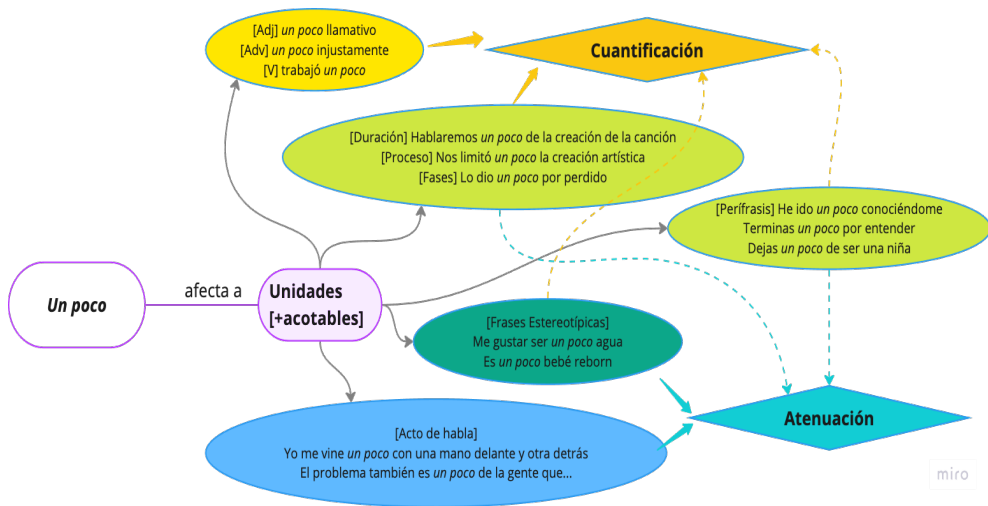 [Adj] un poco llamativo
[Adv] un poco injustamente
[V] trabajó un poco
Cuantificación
[Duración] Hablaremos un poco de la creación de la canción
[Proceso] Nos limitó un poco la creación artística
[Fases] Lo dio un poco por perdido
[Perífrasis] He ido un poco conociéndome
Terminas un poco por entender
Dejas un poco de ser una niña
Un poco
afecta a
Unidades
[+acotables]
[Frases Estereotípicas]
Me gustar ser un poco agua
Es un poco bebé reborn
Atenuación
[Acto de habla]
Yo me vine un poco con una mano delante y otra detrás
El problema también es un poco de la gente que...
miro